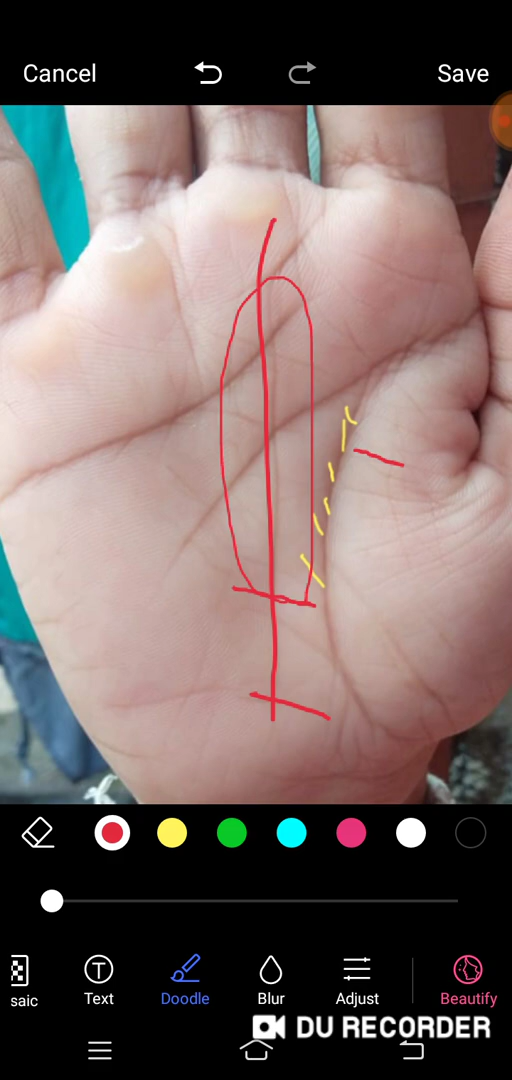 Cancel
Save
saic
Text
Doodle
Blur
Adjust
Beautify
DU RECORDER